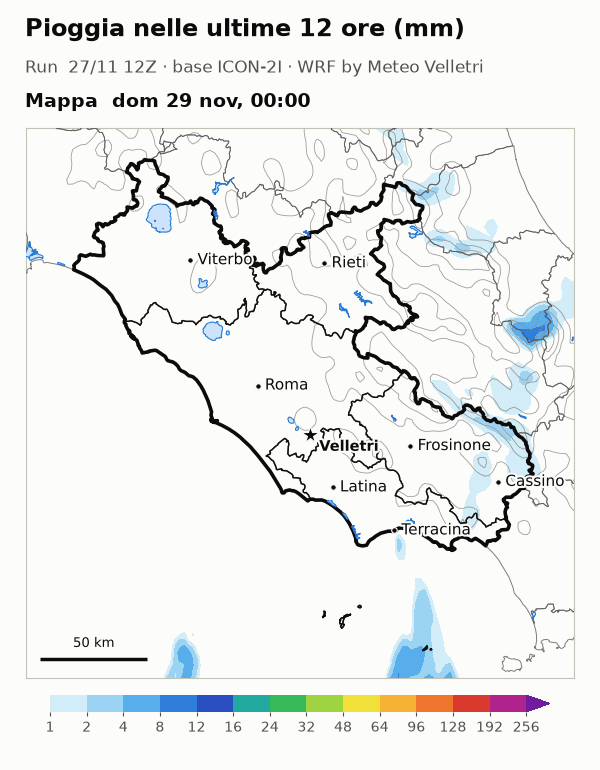 Pioggia nelle ultime 12 ore (mm)
Run 27/11 12Z · base ICON-2I · WRF by Meteo Velletri
Mappa dom 29 nov, 00:00
Viterbo
Rieti
Roma
Velletri
Frosinone
Cassino
Latina
Terracina
50 km
1 2 4 8 12 16 24 32 48 64 96 128 192 256